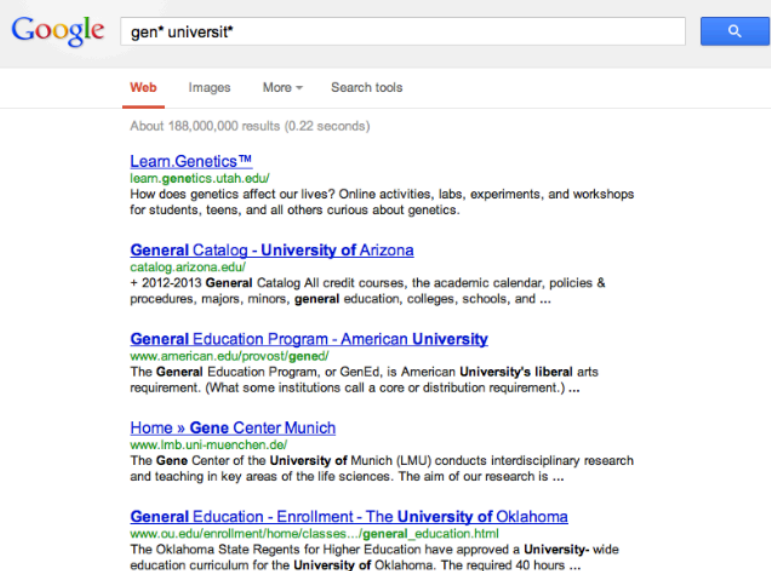 Google gen* universit*
Web Images More Search tools
About 188,000,000 results (0.22 seconds)
Learn.Genetics™
learn.genetics.utah.edu/
How does genetics affect our lives? Online activities, labs, experiments, and workshops
for students, teens, and all others curious about genetics.
General Catalog - University of Arizona
catalog.arizona.edu/
+ 2012-2013 General Catalog All credit courses, the academic calendar, policies &
procedures, majors, minors, general education, colleges, schools, and ...
General Education Program - American University
www.american.edu/provost/gened/
The General Education Program, or GenEd, is American University's liberal arts
requirement. (What some institutions call a core or distribution requirement.) ...
Home » Gene Center Munich
www.lmb.uni-muenchen.de/
The Gene Center of the University of Munich (LMU) conducts interdisciplinary research
and teaching in key areas of the life sciences. The aim of our research is ...
General Education - Enrollment - The University of Oklahoma
www.ou.edu/enrollment/home/classes.../general_education.html
The Oklahoma State Regents for Higher Education have approved a University- wide
education curriculum for the University of Oklahoma. The required 40 hours ...